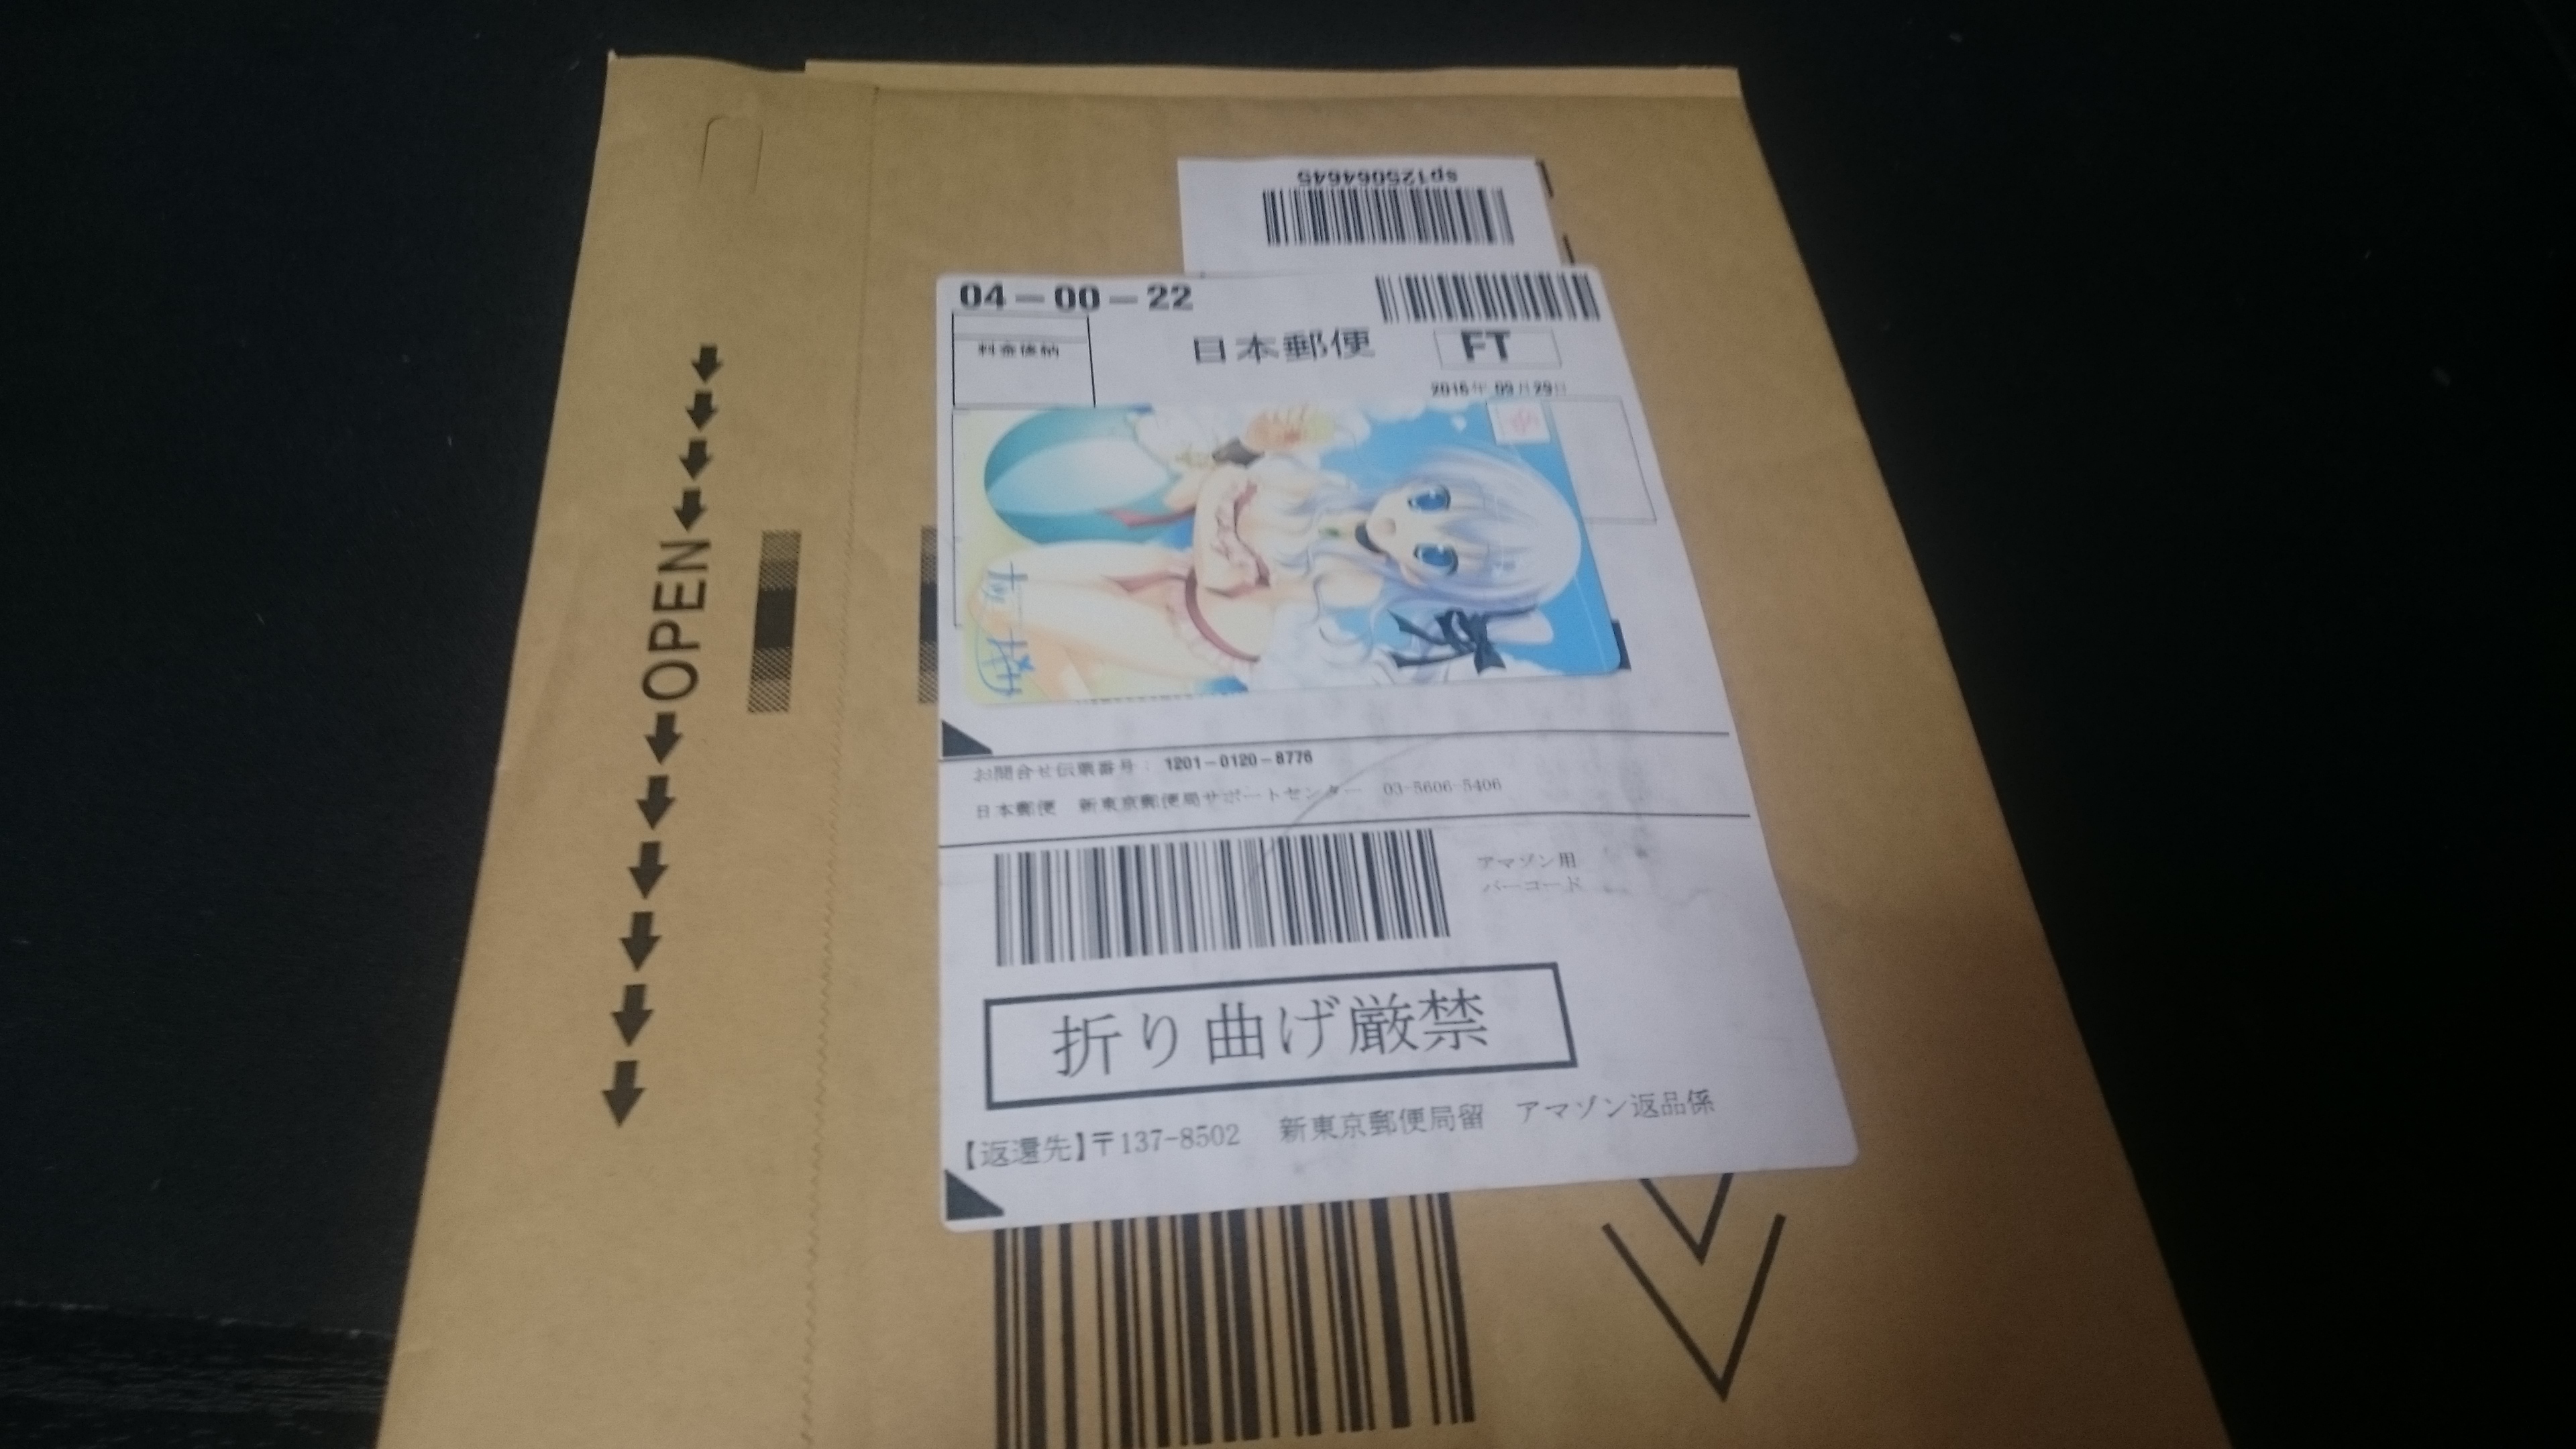 sp125064645
04-00-22
料金後納
日本郵便
FT
2016年 09月29日
OPEN
お問合せ伝票番号： 1201-0120-8776
日本郵便 新東京郵便局サポートセンター 03-5606-5406
アマゾン用
バーコード
折り曲げ厳禁
【返還先】〒137-8502 新東京郵便局留 アマゾン返品係